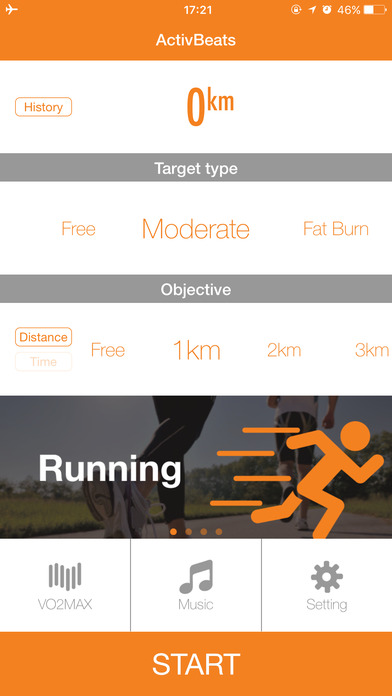 17:21 46%
ActivBeats
History 0km
Target type
Free Moderate Fat Burn
Objective
Distance
Time
Free 1km 2km 3km
Running
VO2MAX Music Setting
START